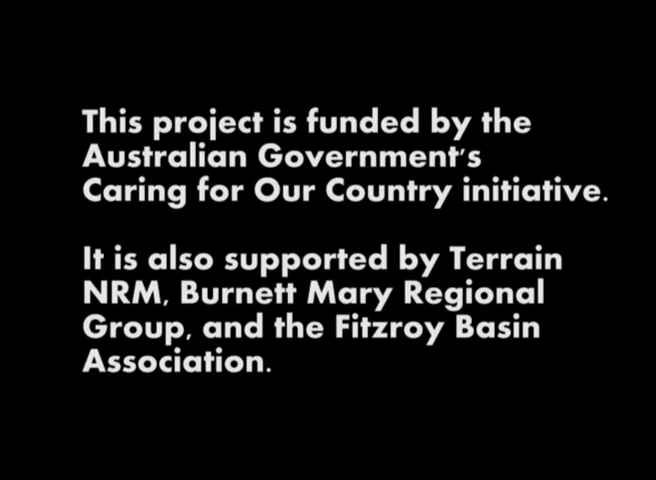 This project is funded by the
Australian Government's
Caring for Our Country initiative.
It is also supported by Terrain
NRM, Burnett Mary Regional
Group, and the Fitzroy Basin
Association.